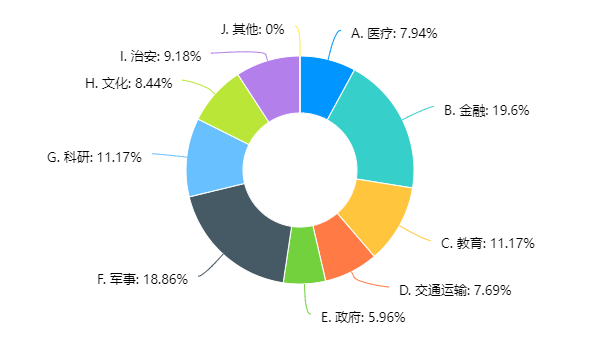 J. 其他: 0%
A. 医疗: 7.94%
I. 治安: 9.18%
H. 文化: 8.44%
B. 金融: 19.6%
G. 科研: 11.17%
C. 教育: 11.17%
F. 军事: 18.86%
D. 交通运输: 7.69%
E. 政府: 5.96%